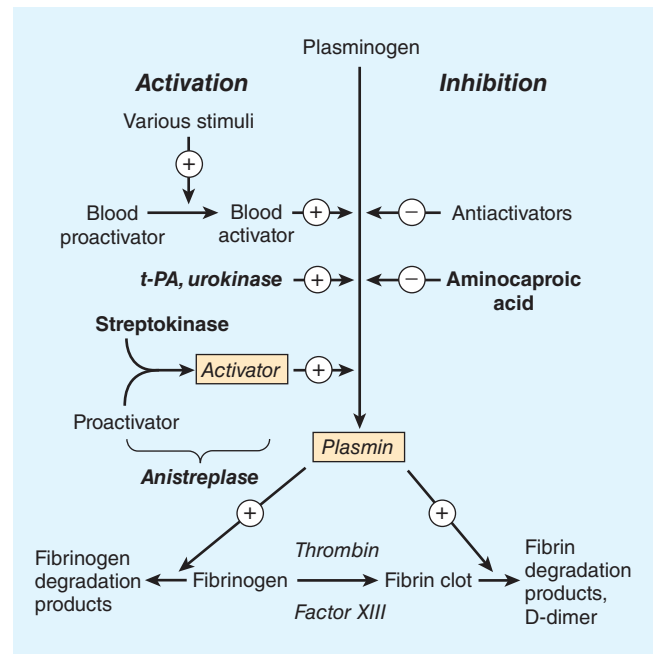 Plasminogen
Activation
Inhibition
Various stimuli
+
Blood
proactivator
Blood
activator
+
−
Antiactivators
t-PA, urokinase
+
−
Aminocaproic
acid
Streptokinase
Activator
+
Proactivator
Anistreplase
Plasmin
+
+
Fibrinogen
degradation
products
Fibrinogen
Thrombin
Factor XIII
Fibrin clot
Fibrin
degradation
products,
D-dimer